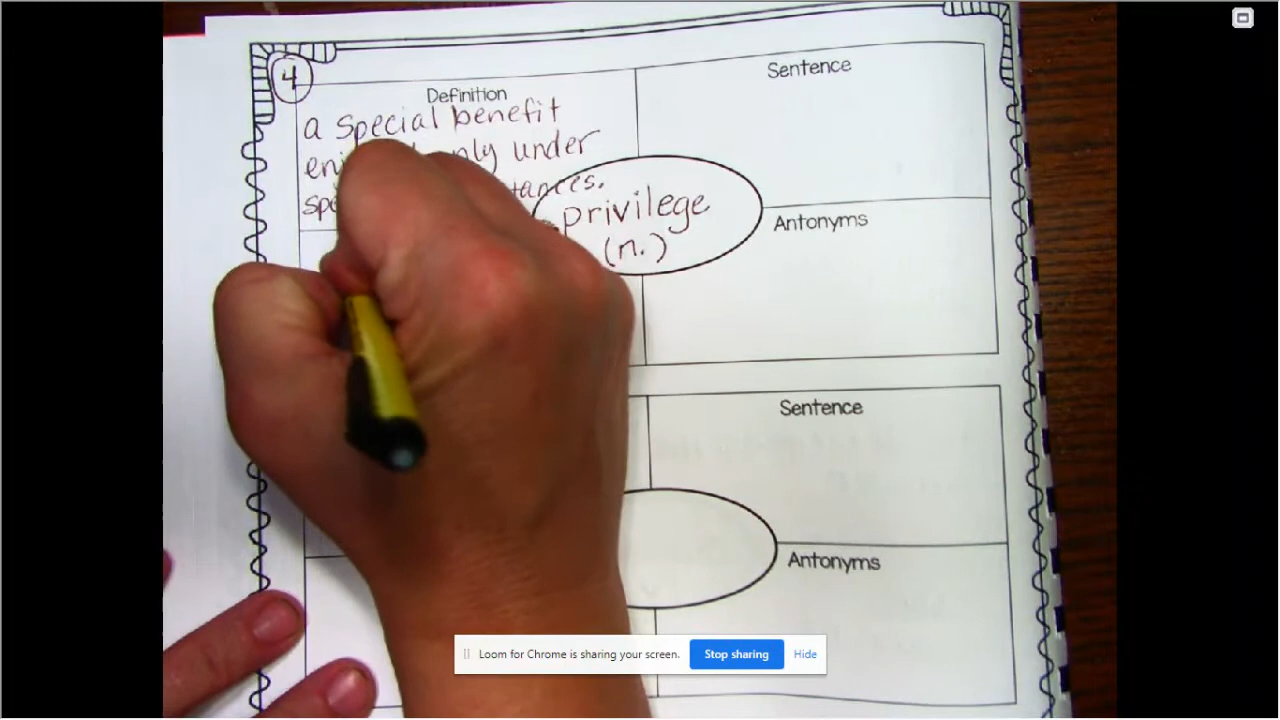 4
Definition
a special benefit
only under
privilege
(n.)
Sentence
Antonyms
Sentence
Antonyms
Loom for Chrome is sharing your screen.
Stop sharing
Hide